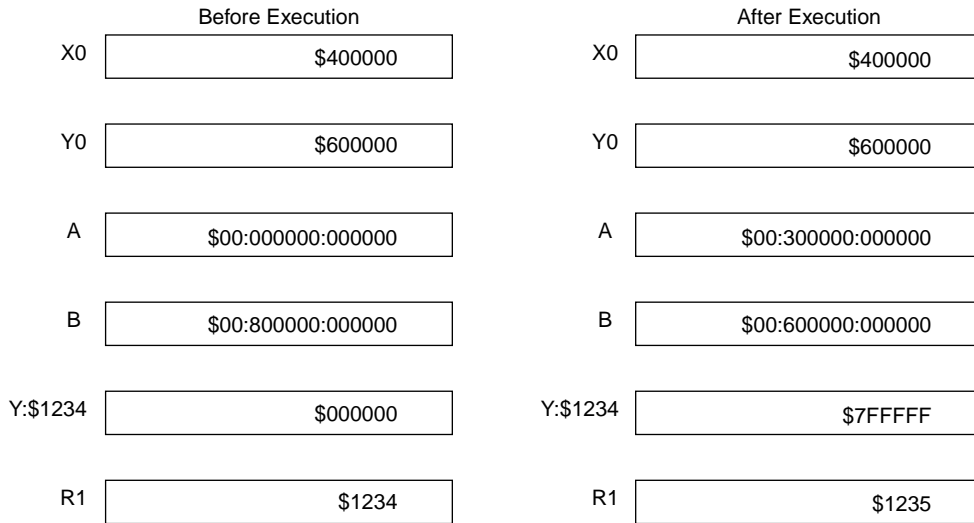 Before Execution After Execution
X0 $400000 X0 $400000
Y0 $600000 Y0 $600000
A $00:000000:000000 A $00:300000:000000
B $00:800000:000000 B $00:600000:000000
Y:$1234 $000000 Y:$1234 $7FFFFF
R1 $1234 R1 $1235